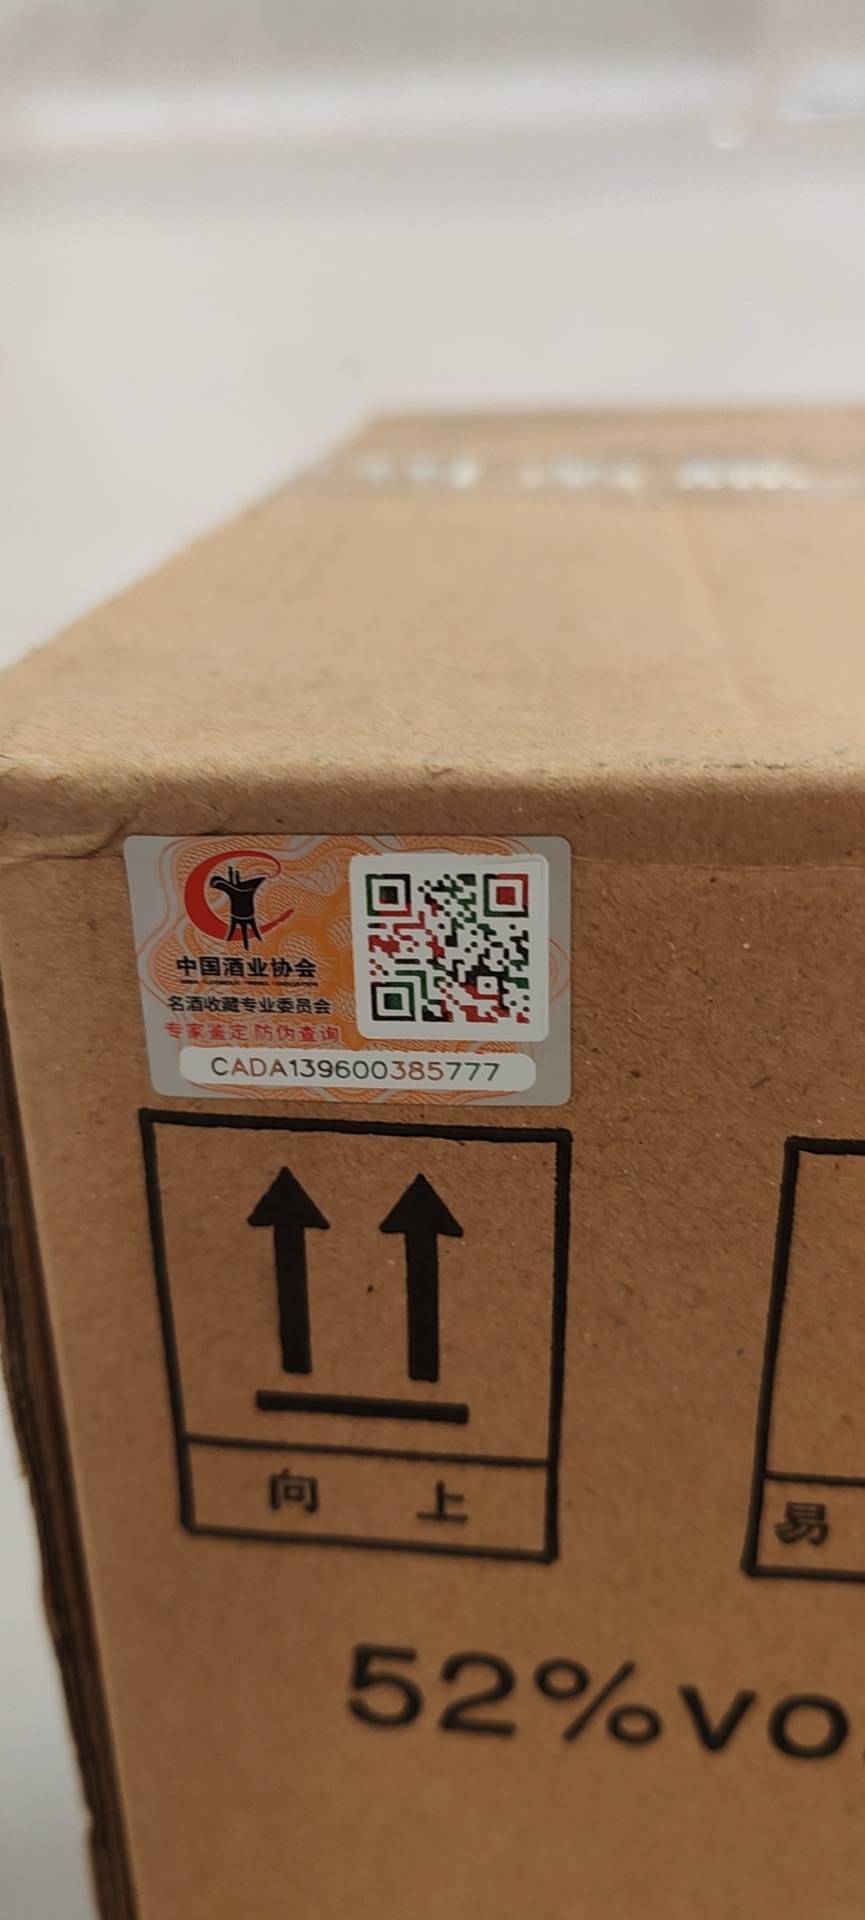 中国酒业协会
名酒收藏专业委员会
专家鉴定 防伪查询
CADA139600385777
向上
易
52%vo